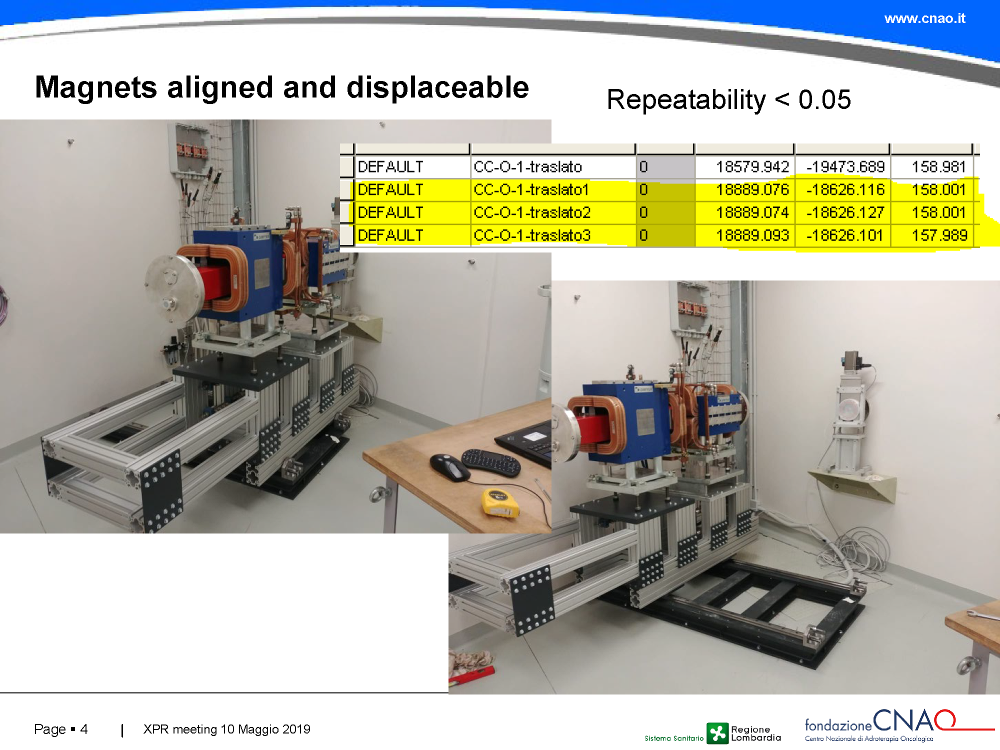 www.cnao.it
Magnets aligned and displaceable
Repeatability < 0.05
DEFAULT CC-O-1-traslato 0 18579.942 -19473.689 158.981
DEFAULT CC-O-1-traslato1 0 18889.076 -18626.116 158.001
DEFAULT CC-O-1-traslato2 0 18889.074 -18626.127 158.001
DEFAULT CC-O-1-traslato3 0 18889.093 -18626.101 157.989
Page ▪ 4 | XPR meeting 10 Maggio 2019
Sistema Sanitario Regione Lombardia
fondazione CNAO
Centro Nazionale di Adroterapia Oncologica